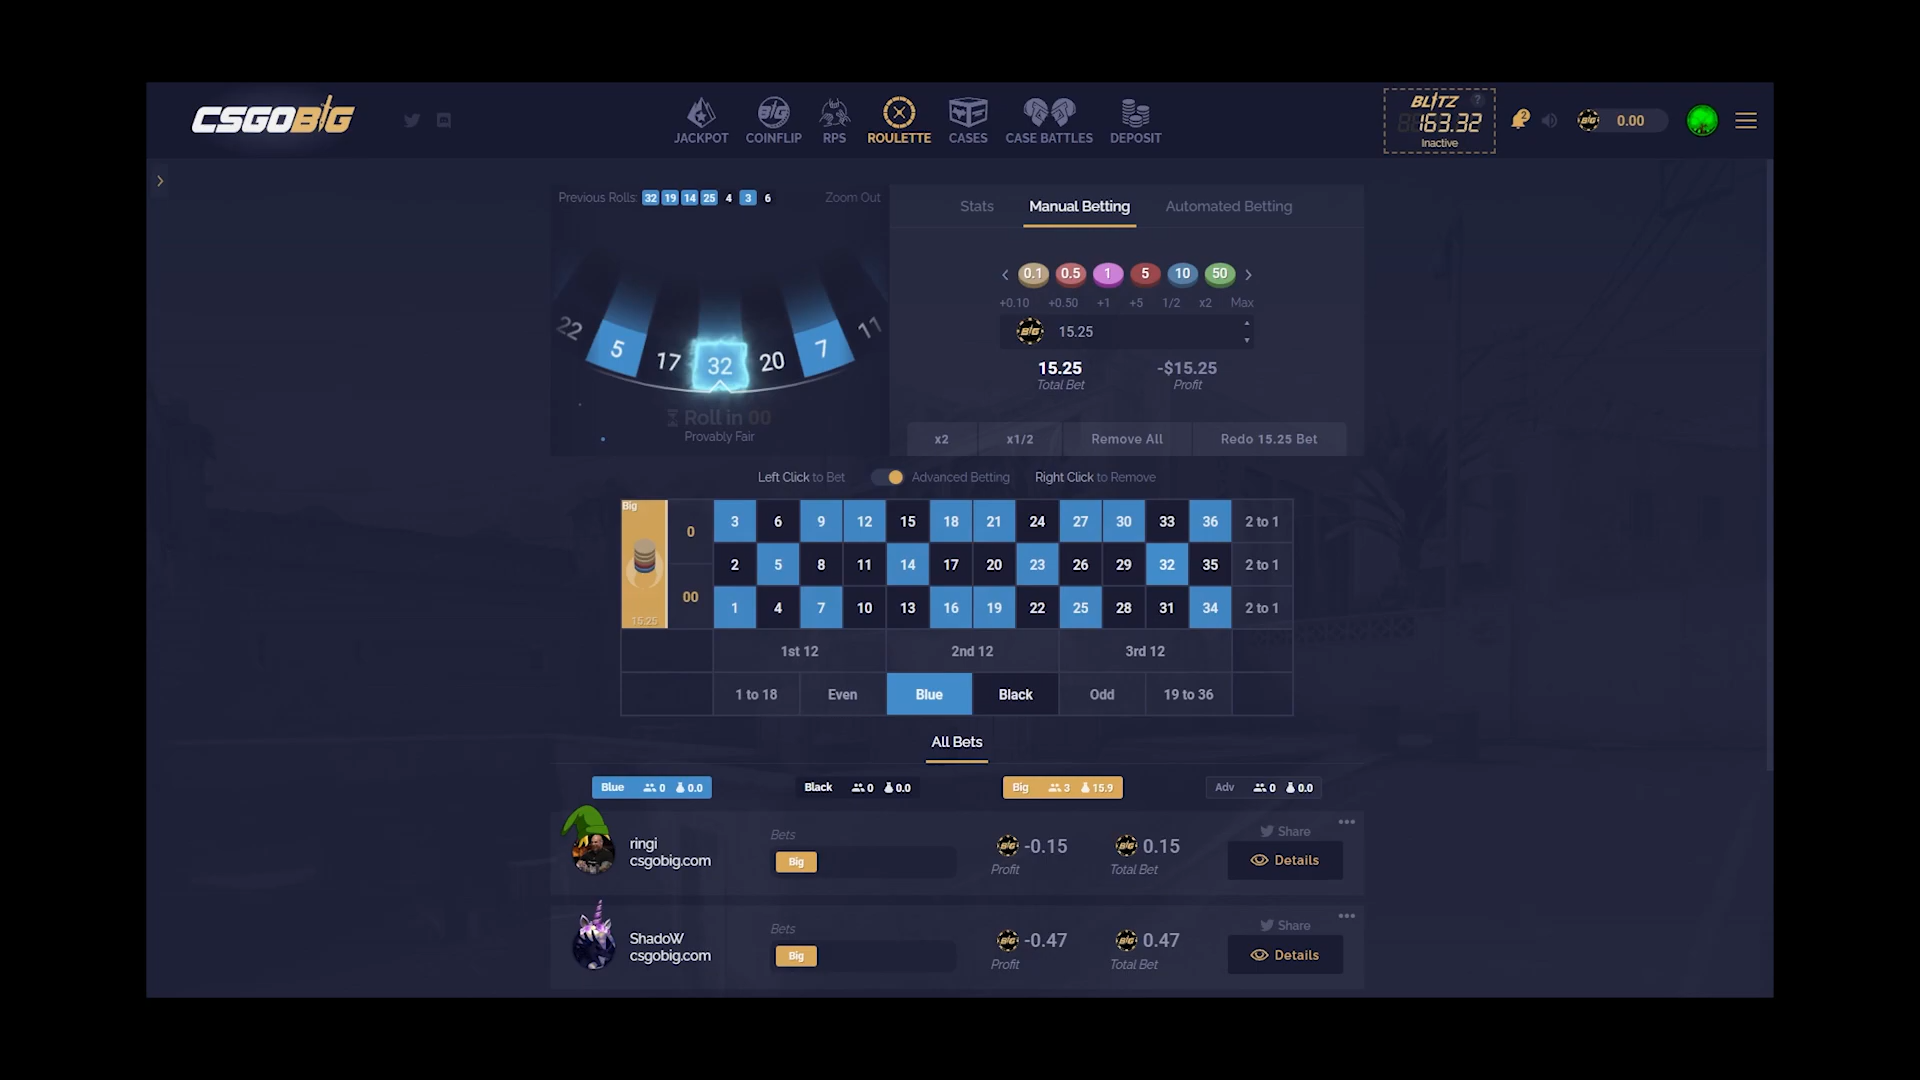 CSGOBIG
JACKPOT
COINFLIP
RPS
ROULETTE
CASES
CASE BATTLES
DEPOSIT
BLITZ
?
163.32
Inactive
2
0.00
Previous Rolls: 32 19 14 25 4 3 6
Zoom Out
22 5 17 32 20 7 11
Roll in 00
Provably Fair
Stats
Manual Betting
Automated Betting
0.1 0.5 1 5 10 50
+0.10 +0.50 +1 +5 1/2 x2 Max
BIG 15.25
15.25 -$15.25
Total Bet Profit
x2 x1/2 Remove All Redo 15.25 Bet
Left Click to Bet Advanced Betting Right Click to Remove
Big
15.25
0
00
3 6 9 12 15 18 21 24 27 30 33 36 2 to 1
2 5 8 11 14 17 20 23 26 29 32 35 2 to 1
1 4 7 10 13 16 19 22 25 28 31 34 2 to 1
1st 12 2nd 12 3rd 12
1 to 18 Even Blue Black Odd 19 to 36
All Bets
Blue 0 0.0
Black 0 0.0
Big 3 15.9
Adv 0 0.0
ringi
csgobig.com
Bets
Big
BIG -0.15
Profit
BIG 0.15
Total Bet
Share
Details
ShadoW
csgobig.com
Bets
Big
BIG -0.47
Profit
BIG 0.47
Total Bet
Share
Details